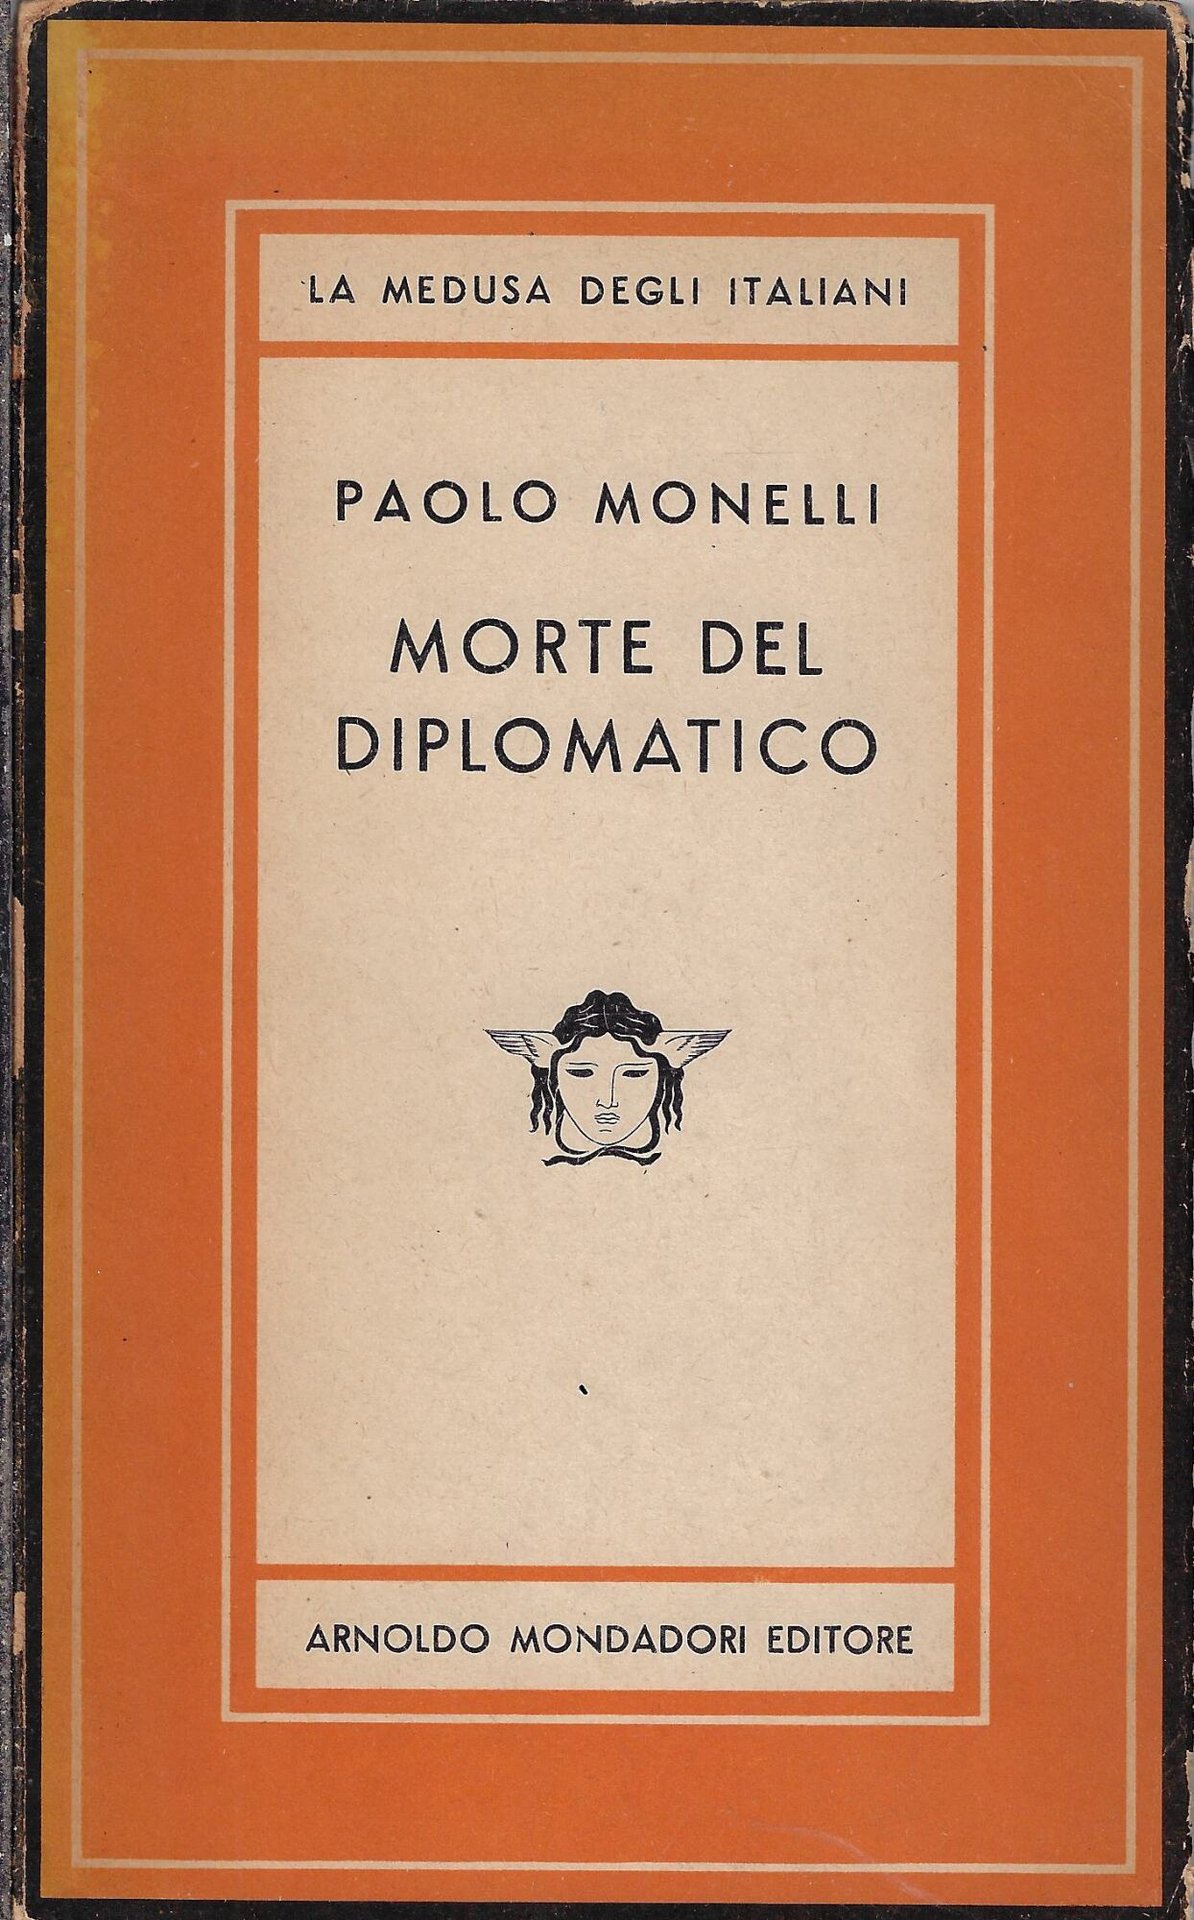 LA MEDUSA DEGLI ITALIANI
PAOLO MONELLI
MORTE DEL
DIPLOMATICO
ARNOLDO MONDADORI EDITORE